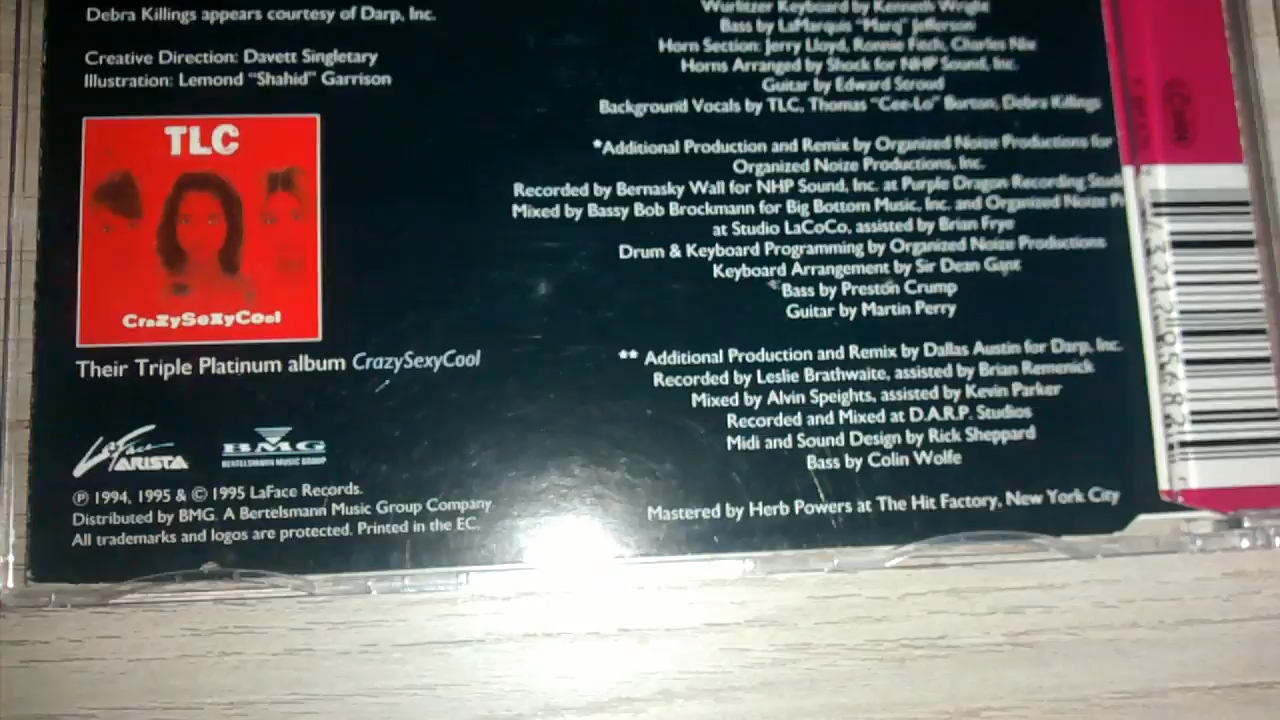 Debra Killings appears courtesy of Darp, Inc.
Creative Direction: Davett Singletary
Illustration: Lemond "Shahid" Garrison
TLC
CrazySexyCool
Their Triple Platinum album CrazySexyCool
LaFace
ARISTA
BMG
BERTELSMANN MUSIC GROUP
℗ 1994, 1995 & © 1995 LaFace Records.
Distributed by BMG. A Bertelsmann Music Group Company
All trademarks and logos are protected. Printed in the EC.
Wurlitzer Keyboard by Kenneth Wright
Bass by LaMarquis "Marq" Jefferson
Horn Section: Jerry Lloyd, Ronnie Charles Nix
Horns Arranged by Shock for NHP Sound, Inc.
Guitar by Edward Stroud
Background Vocals by TLC, Thomas "Cee-Lo" Burton, Debra Killings
*Additional Production and Remix by Organized Noize Productions for
Organized Noize Productions, Inc.
Recorded by Bernasky Wall for NHP Sound, Inc. at Purple Dragon Recording
Mixed by Bassy Bob Brockmann for Big Bottom Music, Inc. and Organized Noize
at Studio LaCoCo, assisted by Brian Frye
Drum & Keyboard Programming by Organized Noize Productions
Keyboard Arrangement by Sir Dean Gant
Bass by Preston Crump
Guitar by Martin Perry
** Additional Production and Remix by Dallas Austin for Darp, Inc.
Recorded by Leslie Brathwaite, assisted by Brian Remenick
Mixed by Alvin Speights, assisted by Kevin Parker
Recorded and Mixed at D.A.R.P. Studios
Midi and Sound Design by Rick Sheppard
Bass by Colin Wolfe
Mastered by Herb Powers at The Hit Factory, New York City